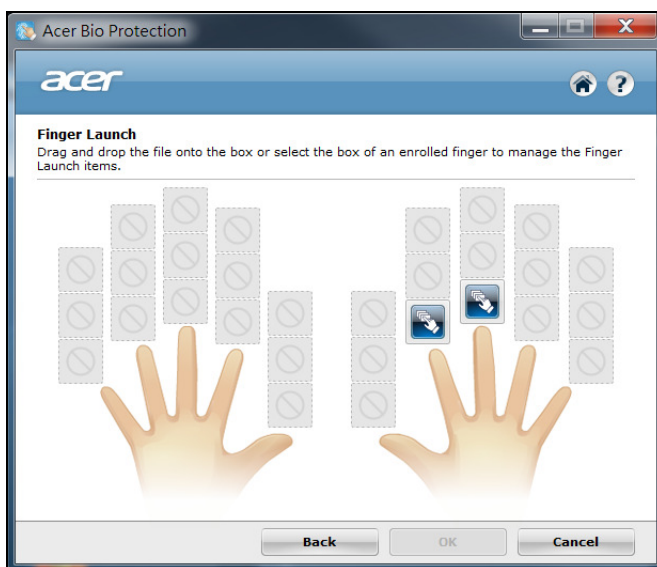 Acer Bio Protection
acer
Finger Launch
Drag and drop the file onto the box or select the box of an enrolled finger to manage the Finger
Launch items.
Back OK Cancel